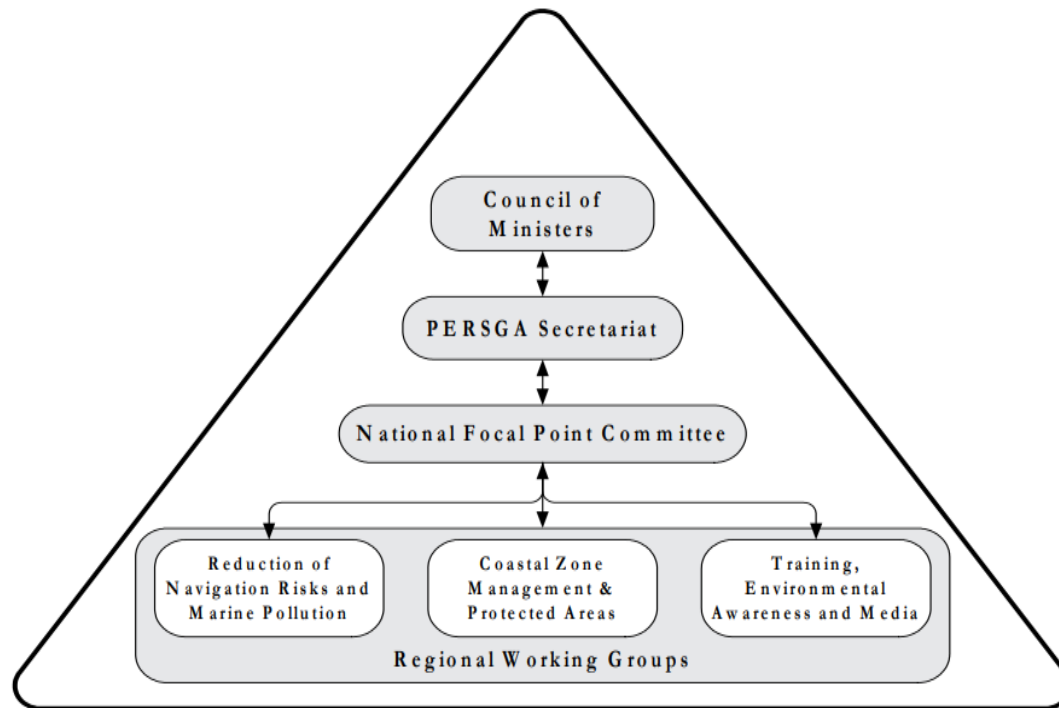 Council of
Ministers
PERSGA Secretariat
National Focal Point Committee
Reduction of
Navigation Risks and
Marine Pollution
Coastal Zone
Management &
Protected Areas
Training,
Environmental
Awareness and Media
Regional Working Groups